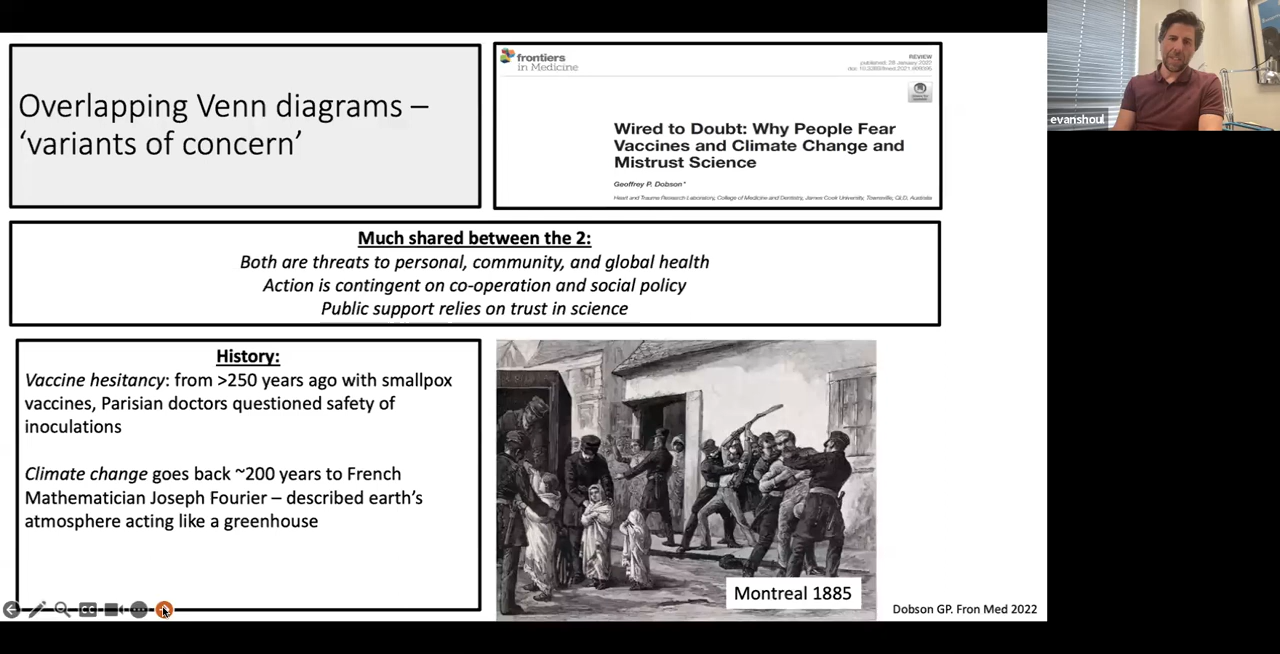 Overlapping Venn diagrams –
‘variants of concern’
frontiers
in Medicine
REVIEW
published: 28 January 2022
Wired to Doubt: Why People Fear
Vaccines and Climate Change and
Mistrust Science
Geoffrey P. Dobson*
Heart and Trauma Research Laboratory, College of Medicine and Dentistry, James Cook University, Townsville, QLD, Australia
evanshoul
Much shared between the 2:
Both are threats to personal, community, and global health
Action is contingent on co-operation and social policy
Public support relies on trust in science
History:
Vaccine hesitancy: from >250 years ago with smallpox
vaccines, Parisian doctors questioned safety of
inoculations
Climate change goes back ~200 years to French
Mathematician Joseph Fourier – described earth’s
atmosphere acting like a greenhouse
CC
Montreal 1885
Dobson GP. Fron Med 2022